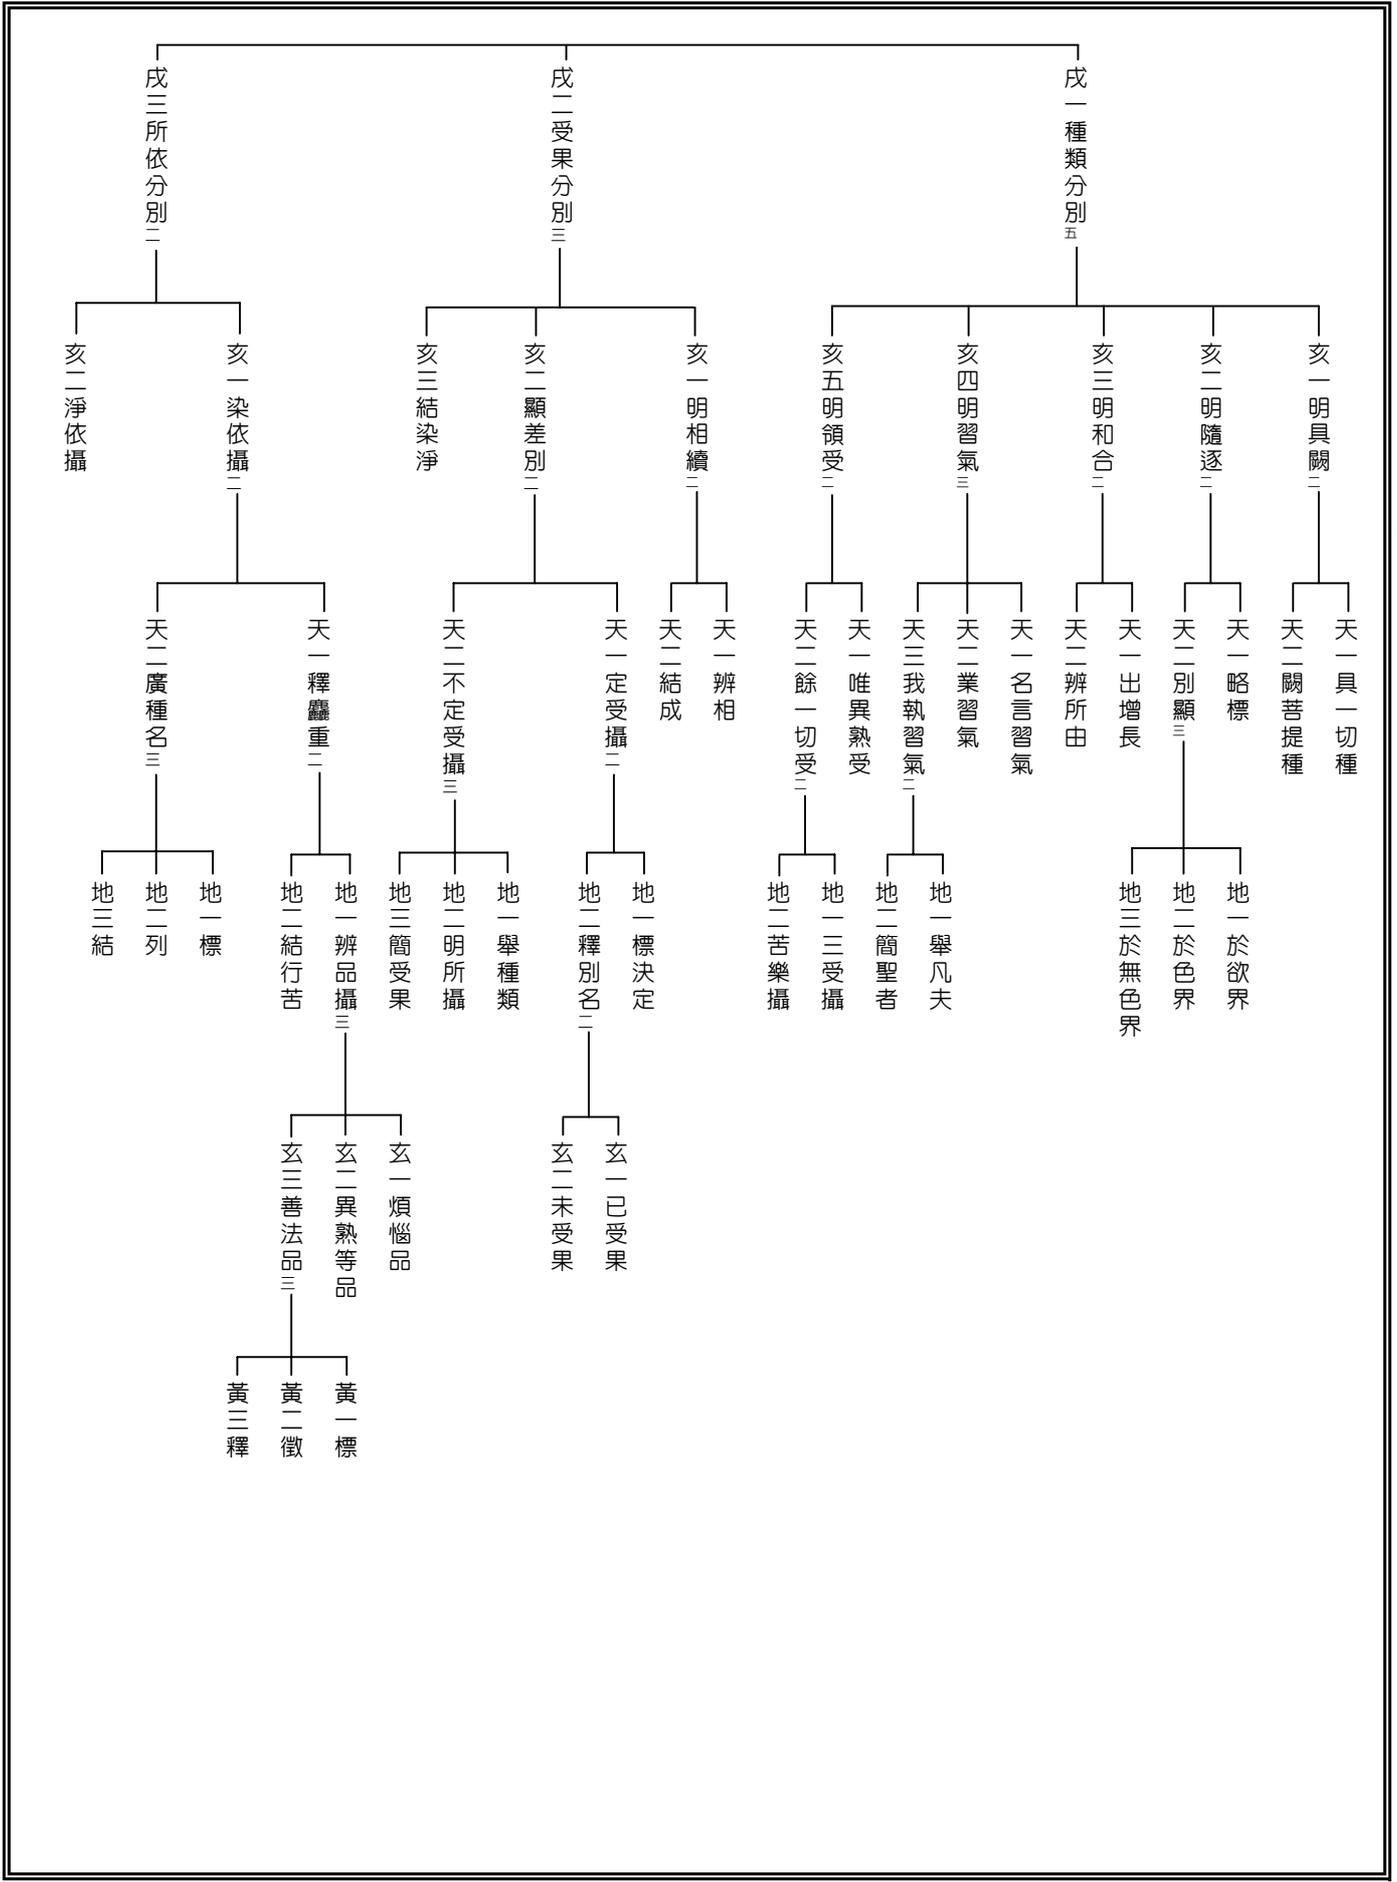 戌一種類分別五
亥一明具闕二
天一具一切種
天二闕菩提種
亥二明隨逐二
天一略標
天二別顯三
地一於欲界
地二於色界
地三於無色界
亥三明和合二
天一出增長
天二辨所由
亥四明習氣三
天一名言習氣
天二業習氣
天三我執習氣二
地一舉凡夫
地二簡聖者
亥五明領受二
天一唯異熟受
天二餘一切受二
地一三受攝
地二苦樂攝
戌二受果分別三
亥一明相續二
天一辨相
天二結成
亥二顯差別二
天一定受攝二
地一標決定
地二釋別名二
玄一已受果
玄二未受果
天二不定受攝三
地一舉種類
地二明所攝
地三簡受果
亥三結染淨
戌三所依分別二
亥一染依攝二
天一釋麤重二
地一辨品攝三
玄一煩惱品
玄二異熟等品
玄三善法品三
黃一標
黃二徵
黃三釋
地二結行苦
天二廣種名三
地一標
地二列
地三結
亥二淨依攝